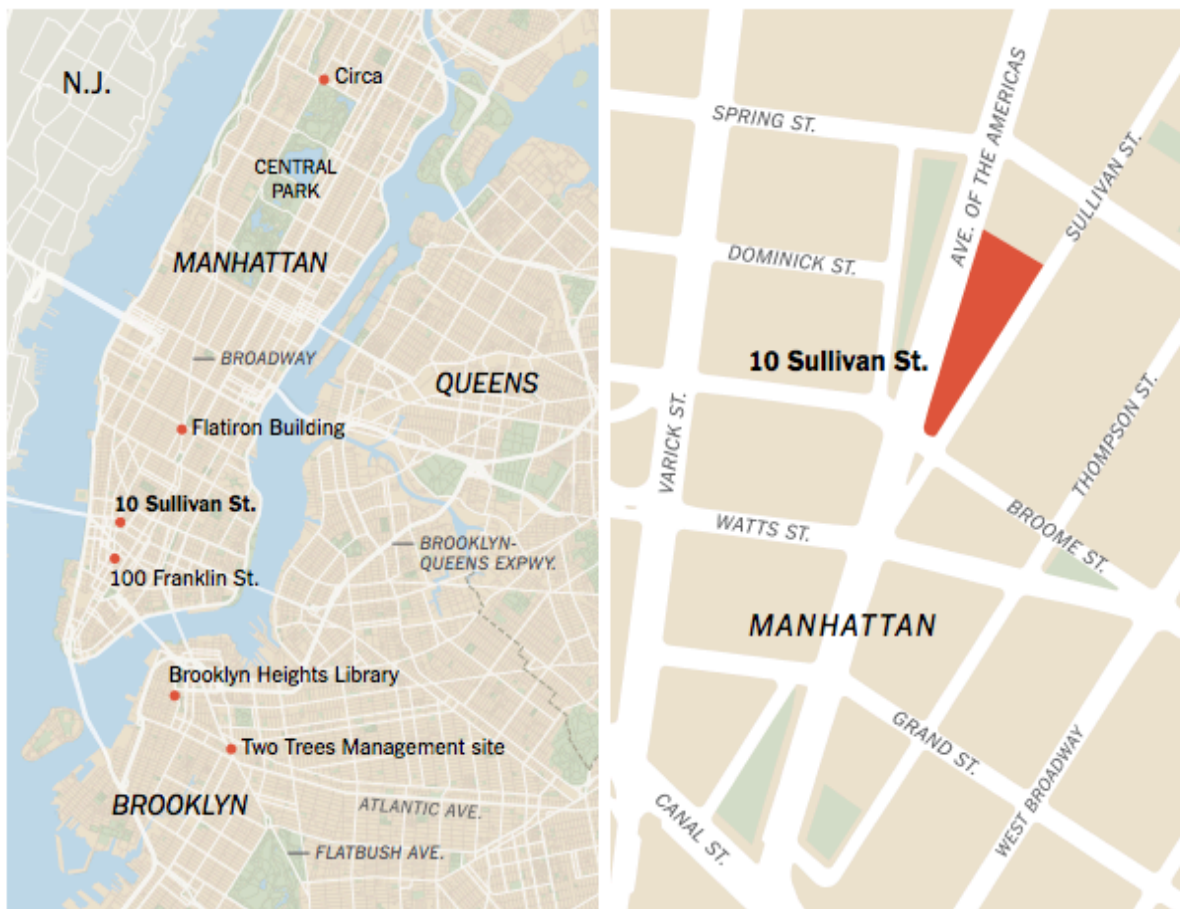 N.J.
Circa
CENTRAL
PARK
MANHATTAN
BROADWAY
QUEENS
Flatiron Building
10 Sullivan St.
BROOKLYN-
QUEENS EXPWY.
100 Franklin St.
Brooklyn Heights Library
Two Trees Management site
BROOKLYN
ATLANTIC AVE.
FLATBUSH AVE.
SPRING ST.
AVE. OF THE AMERICAS
SULLIVAN ST.
DOMINICK ST.
10 Sullivan St.
VARICK ST.
THOMPSON ST.
WATTS ST.
BROOME ST.
MANHATTAN
GRAND ST.
WEST BROADWAY
CANAL ST.